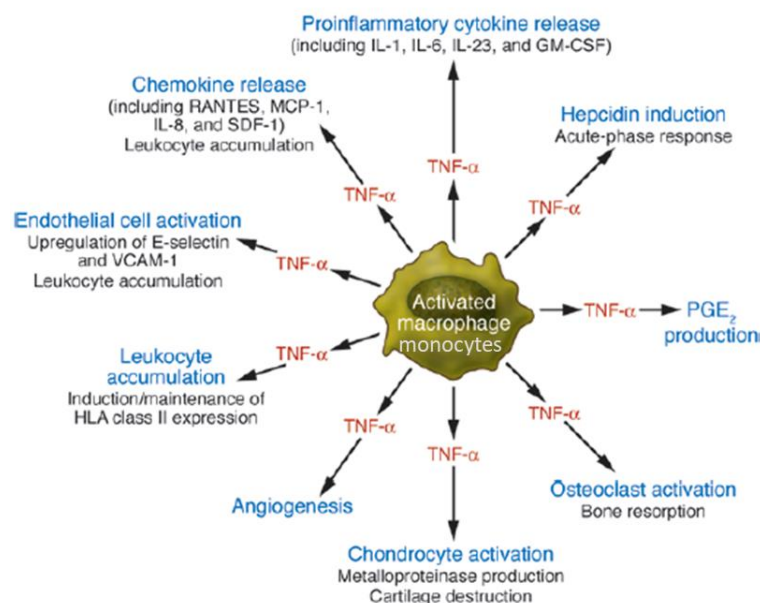 Proinflammatory cytokine release
(including IL-1, IL-6, IL-23, and GM-CSF)
Chemokine release
(including RANTES, MCP-1,
IL-8, and SDF-1)
Leukocyte accumulation
Hepcidin induction
Acute-phase response
TNF-α
TNF-α
TNF-α
Endothelial cell activation
Upregulation of E-selectin
and VCAM-1
Leukocyte accumulation
TNF-α
Activated
macrophage
monocytes
TNF-α
PGE₂
production
Leukocyte
accumulation
Induction/maintenance of
HLA class II expression
TNF-α
TNF-α
TNF-α
TNF-α
Angiogenesis
Osteoclast activation
Bone resorption
Chondrocyte activation
Metalloproteinase production
Cartilage destruction